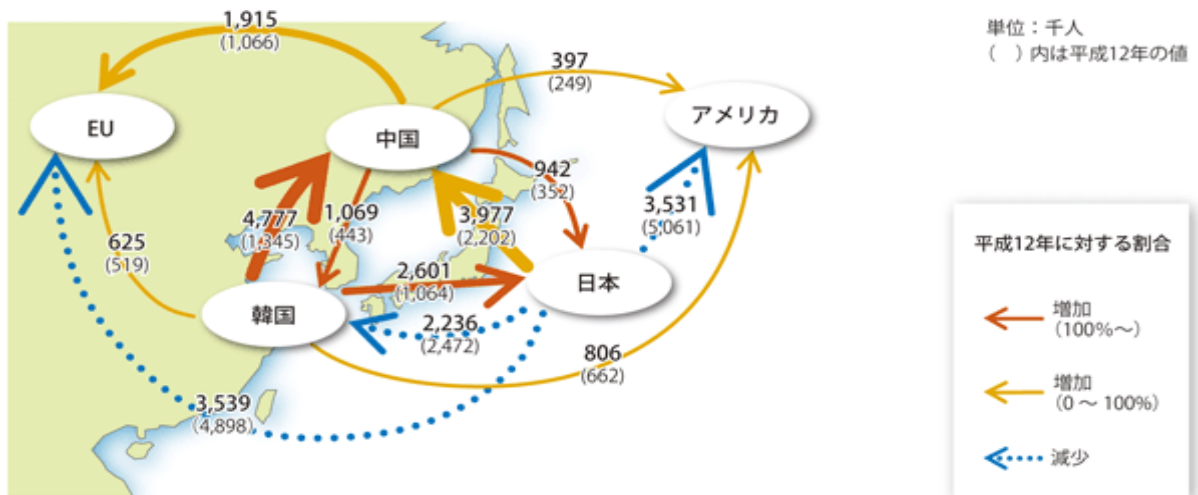 1,915
(1,066)
397
(249)
単位：千人
（　）内は平成12年の値
EU
中国
アメリカ
942
(352)
4,777
(1,345)
1,069
(443)
3,977
(2,202)
3,531
(5,061)
625
(519)
2,601
(1,064)
日本
韓国
2,236
(2,472)
806
(662)
3,539
(4,898)
平成12年に対する割合
増加
（100％～）
増加
（0 ～ 100%）
減少